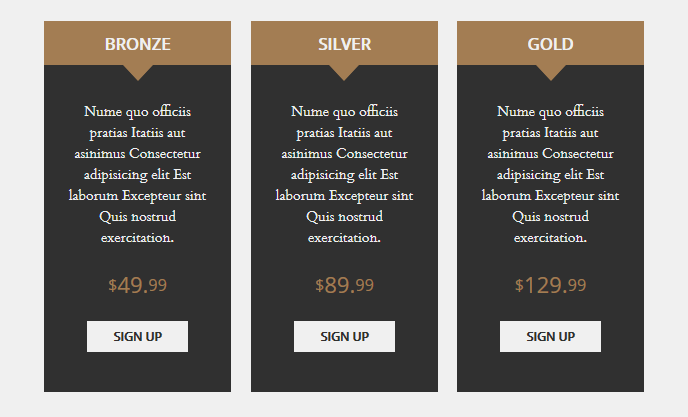 BRONZE
Nume quo officiis
pratias Itatiis aut
asinimus Consectetur
adipisicing elit Est
laborum Excepteur sint
Quis nostrud
exercitation.
$49.99
SIGN UP
SILVER
Nume quo officiis
pratias Itatiis aut
asinimus Consectetur
adipisicing elit Est
laborum Excepteur sint
Quis nostrud
exercitation.
$89.99
SIGN UP
GOLD
Nume quo officiis
pratias Itatiis aut
asinimus Consectetur
adipisicing elit Est
laborum Excepteur sint
Quis nostrud
exercitation.
$129.99
SIGN UP